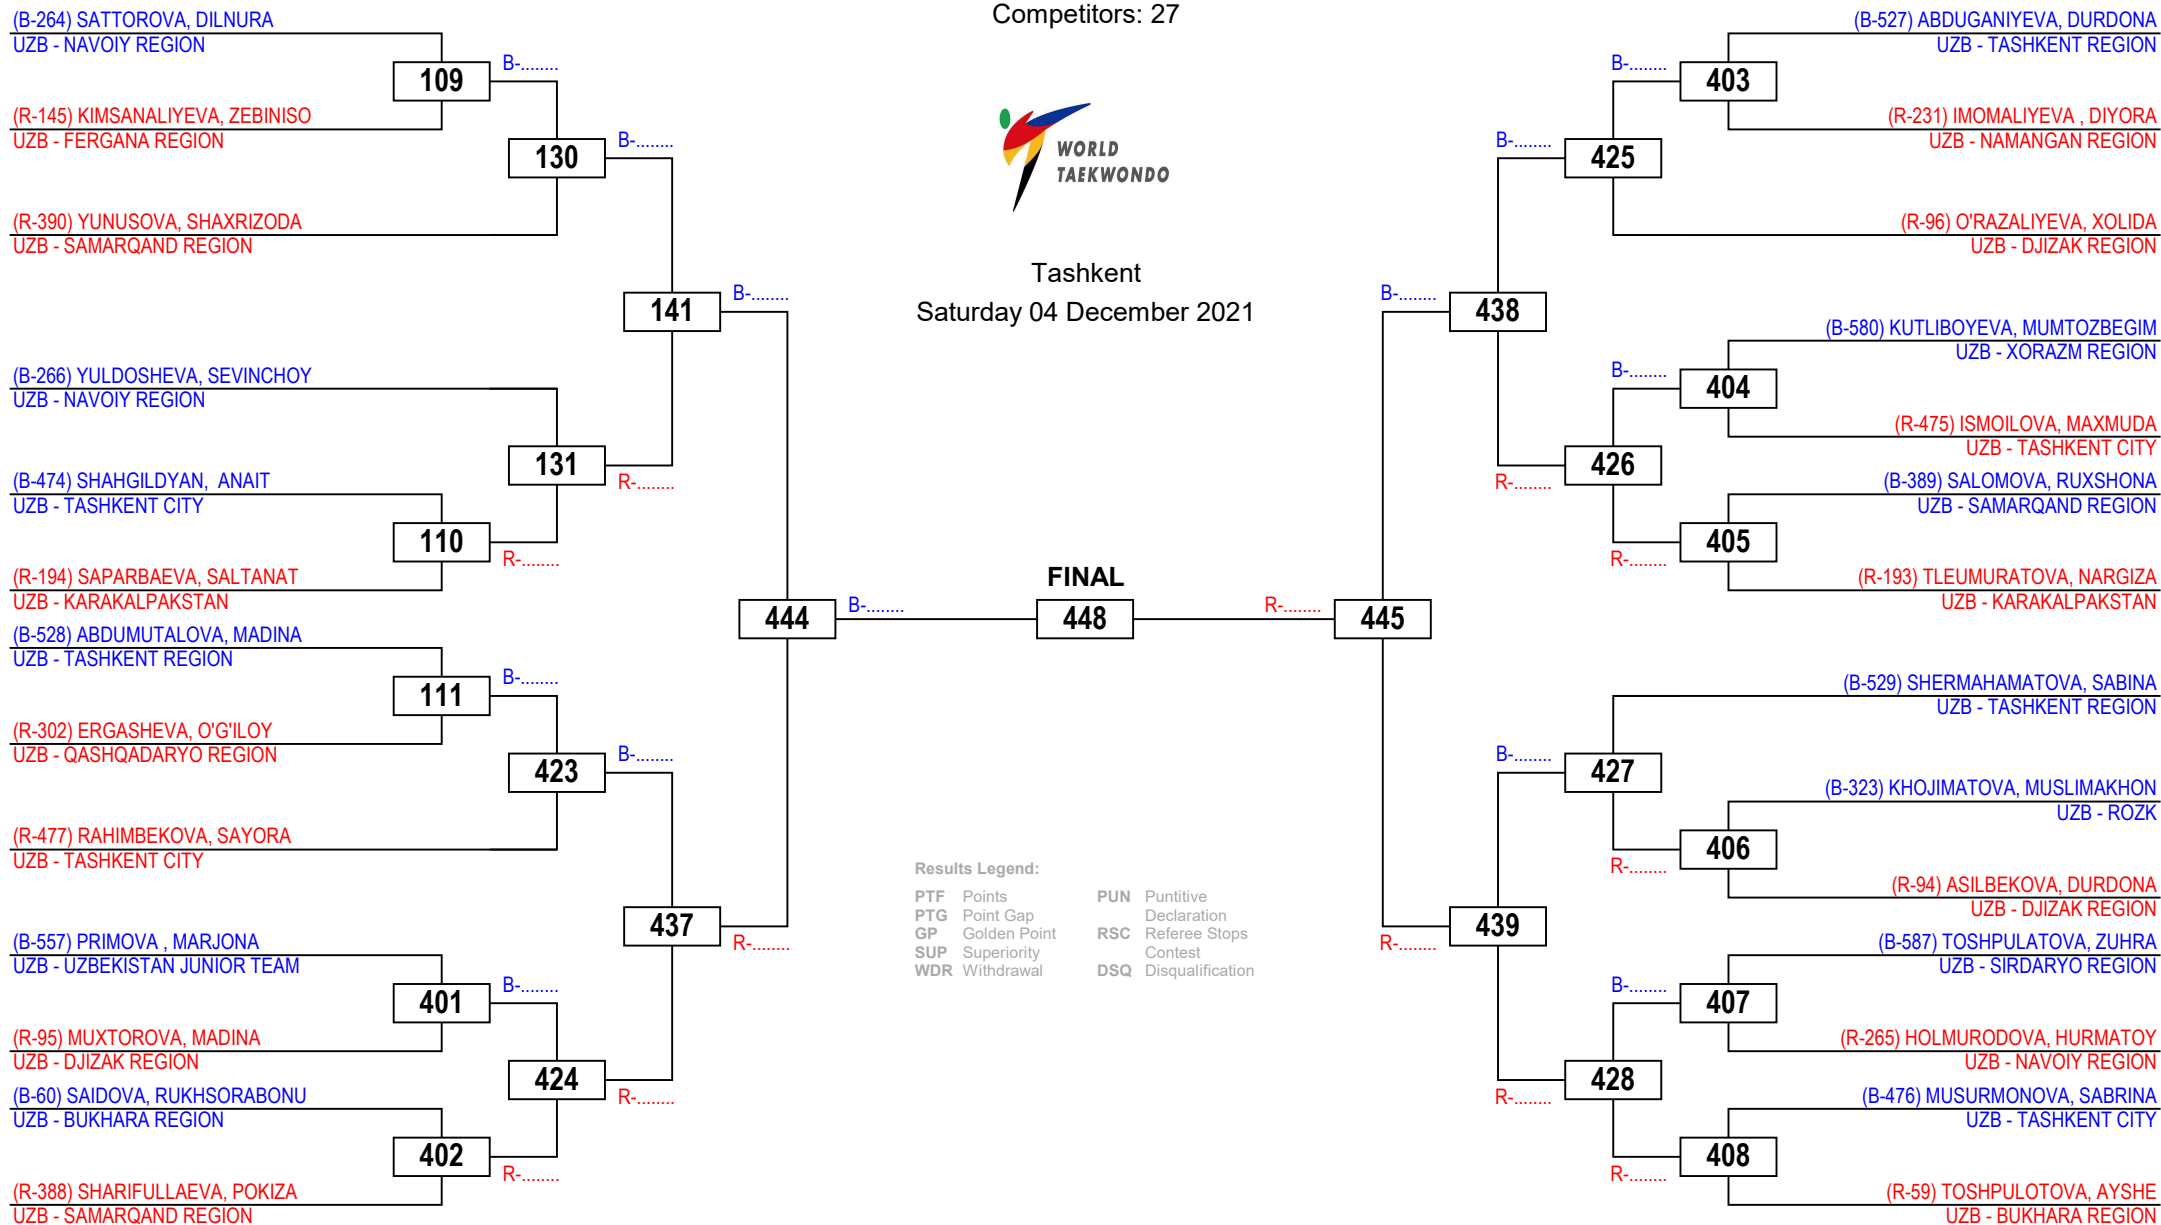 Competitors: 27
WORLD
TAEKWONDO
Tashkent
Saturday 04 December 2021
(B-264) SATTOROVA, DILNURA
UZB - NAVOIY REGION
109
B-........
(R-145) KIMSANALIYEVA, ZEBINISO
UZB - FERGANA REGION
130
B-........
(R-390) YUNUSOVA, SHAXRIZODA
UZB - SAMARQAND REGION
141
B-........
(B-266) YULDOSHEVA, SEVINCHOY
UZB - NAVOIY REGION
131
R-........
(B-474) SHAHGILDYAN,  ANAIT
UZB - TASHKENT CITY
110
R-........
(R-194) SAPARBAEVA, SALTANAT
UZB - KARAKALPAKSTAN
444
B-........
(B-528) ABDUMUTALOVA, MADINA
UZB - TASHKENT REGION
111
B-........
(R-302) ERGASHEVA, O'G'ILOY
UZB - QASHQADARYO REGION
423
B-........
(R-477) RAHIMBEKOVA, SAYORA
UZB - TASHKENT CITY
437
R-........
(B-557) PRIMOVA , MARJONA
UZB - UZBEKISTAN JUNIOR TEAM
401
B-........
(R-95) MUXTOROVA, MADINA
UZB - DJIZAK REGION
424
R-........
(B-60) SAIDOVA, RUKHSORABONU
UZB - BUKHARA REGION
402
R-........
(R-388) SHARIFULLAEVA, POKIZA
UZB - SAMARQAND REGION
FINAL
448
Results Legend:
PTF Points
PTG Point Gap
GP Golden Point
SUP Superiority
WDR Withdrawal
PUN Puntitive
Declaration
RSC Referee Stops
Contest
DSQ Disqualification
(B-527) ABDUGANIYEVA, DURDONA
UZB - TASHKENT REGION
B-........
403
(R-231) IMOMALIYEVA , DIYORA
UZB - NAMANGAN REGION
B-........
425
(R-96) O'RAZALIYEVA, XOLIDA
UZB - DJIZAK REGION
B-........
438
(B-580) KUTLIBOYEVA, MUMTOZBEGIM
UZB - XORAZM REGION
B-........
404
(R-475) ISMOILOVA, MAXMUDA
UZB - TASHKENT CITY
426
R-........
(B-389) SALOMOVA, RUXSHONA
UZB - SAMARQAND REGION
405
R-........
(R-193) TLEUMURATOVA, NARGIZA
UZB - KARAKALPAKSTAN
R-........
445
(B-529) SHERMAHAMATOVA, SABINA
UZB - TASHKENT REGION
B-........
427
(B-323) KHOJIMATOVA, MUSLIMAKHON
UZB - ROZK
406
R-........
(R-94) ASILBEKOVA, DURDONA
UZB - DJIZAK REGION
439
R-........
(B-587) TOSHPULATOVA, ZUHRA
UZB - SIRDARYO REGION
B-........
407
(R-265) HOLMURODOVA, HURMATOY
UZB - NAVOIY REGION
428
R-........
(B-476) MUSURMONOVA, SABRINA
UZB - TASHKENT CITY
408
R-........
(R-59) TOSHPULOTOVA, AYSHE
UZB - BUKHARA REGION